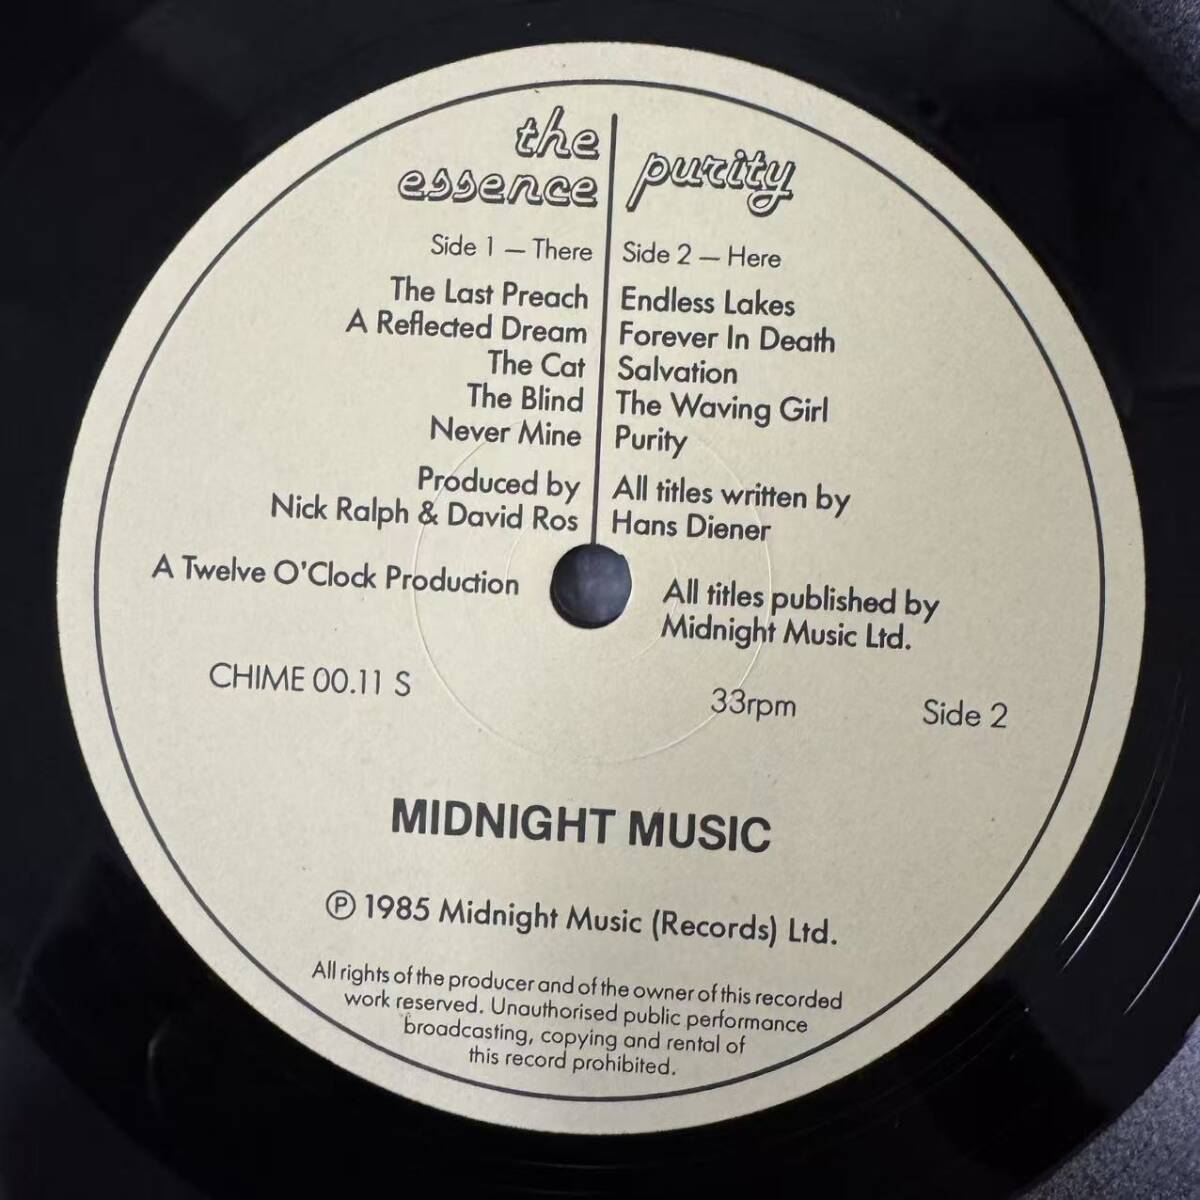 the essence
purity
Side 1 — There
The Last Preach
A Reflected Dream
The Cat
The Blind
Never Mine
Produced by
Nick Ralph & David Ros
Side 2 — Here
Endless Lakes
Forever In Death
Salvation
The Waving Girl
Purity
All titles written by
Hans Diener
A Twelve O'Clock Production
All titles published by
Midnight Music Ltd.
CHIME 00.11 S
33rpm
Side 2
MIDNIGHT MUSIC
℗ 1985 Midnight Music (Records) Ltd.
All rights of the producer and of the owner of this recorded
work reserved. Unauthorised public performance
broadcasting, copying and rental of
this record prohibited.